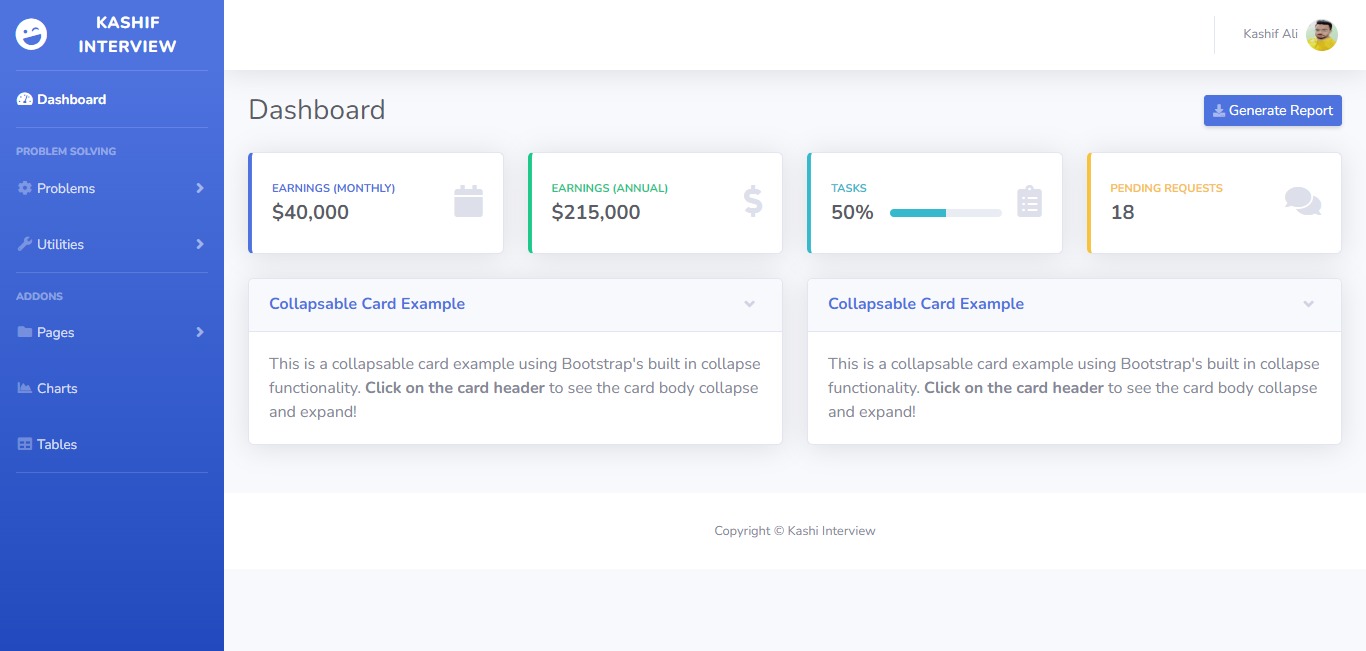 KASHIF
INTERVIEW
Kashif Ali
Dashboard
PROBLEM SOLVING
Problems
Utilities
ADDONS
Pages
Charts
Tables
Dashboard
Generate Report
EARNINGS (MONTHLY)
$40,000
EARNINGS (ANNUAL)
$215,000
TASKS
50%
PENDING REQUESTS
18
Collapsable Card Example
This is a collapsable card example using Bootstrap's built in collapse
functionality. Click on the card header to see the card body collapse
and expand!
Collapsable Card Example
This is a collapsable card example using Bootstrap's built in collapse
functionality. Click on the card header to see the card body collapse
and expand!
Copyright © Kashi Interview